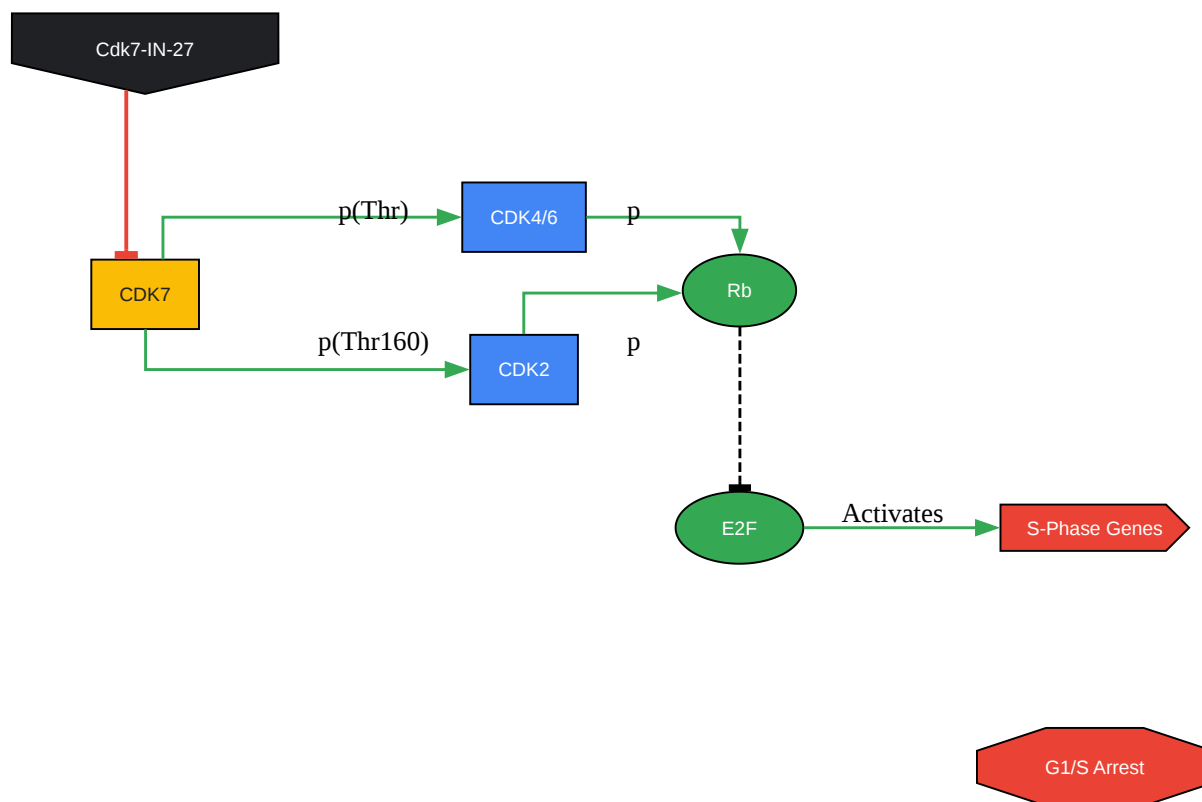 Cdk7-IN-27
p(Thr)
CDK4/6
p
CDK7
Rb
p(Thr160)
CDK2
p
E2F
Activates
S-Phase Genes
G1/S Arrest